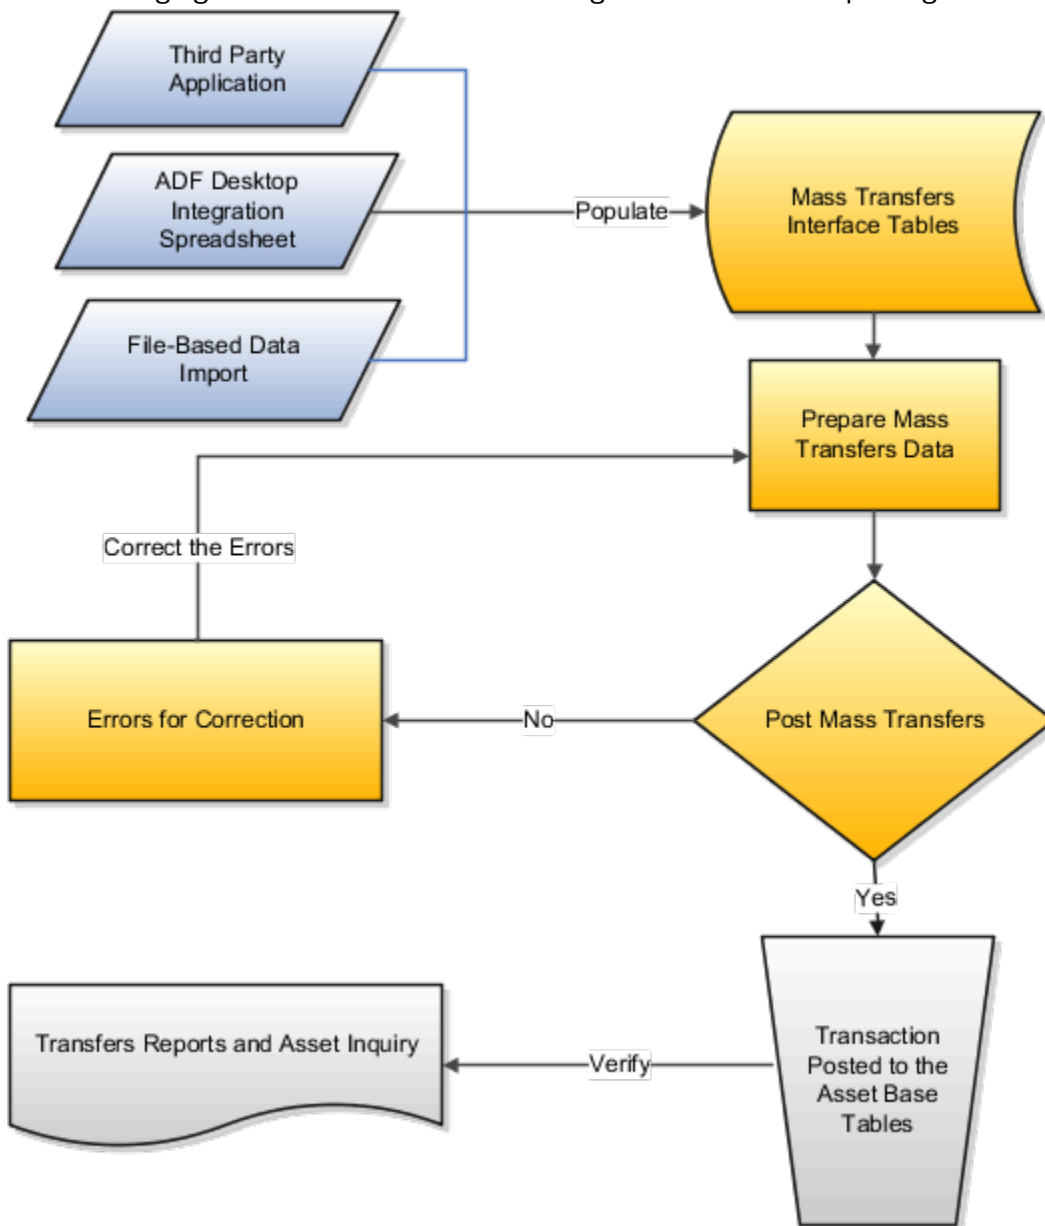 Third Party
Application
ADF Desktop
Integration
Spreadsheet
File-Based Data
Import
Populate
Mass Transfers
Interface Tables
Prepare Mass
Transfers Data
Correct the Errors
Errors for Correction
No
Post Mass Transfers
Yes
Transfers Reports and Asset Inquiry
Verify
Transaction
Posted to the
Asset Base
Tables